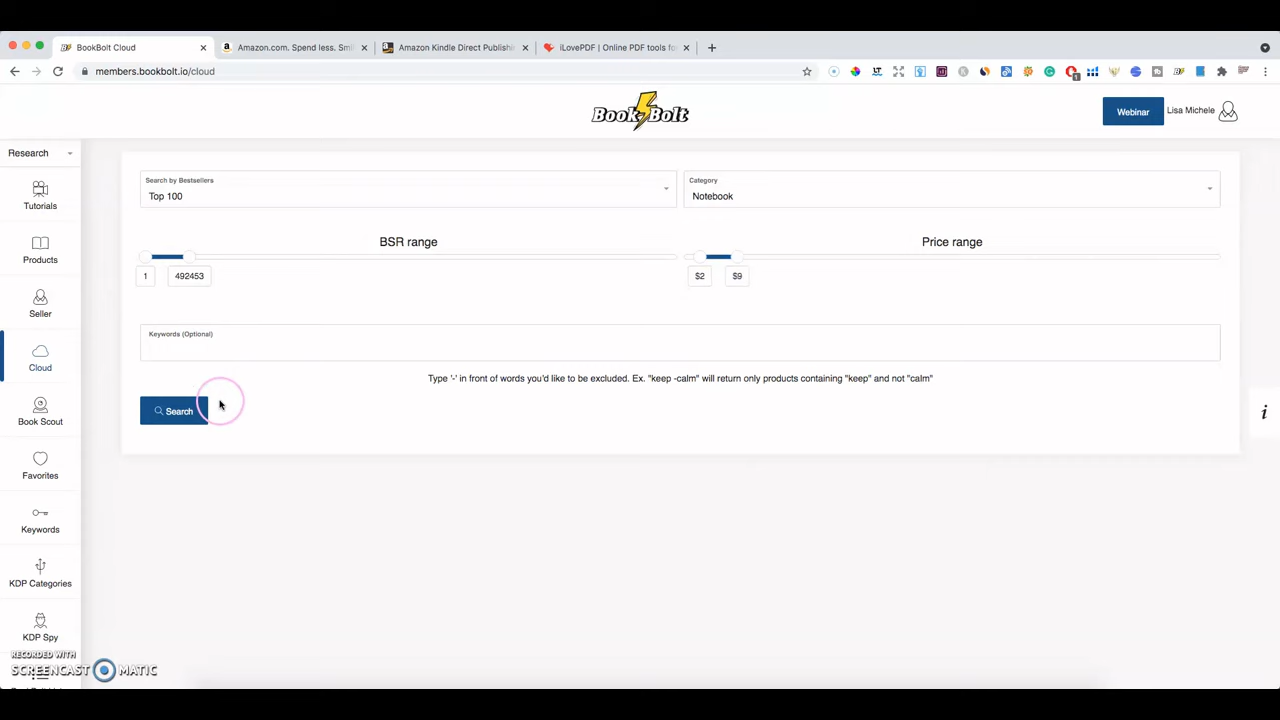 BookBolt Cloud
Amazon.com. Spend less. Smi
Amazon Kindle Direct Publishin
iLovePDF | Online PDF tools fo
members.bookbolt.io/cloud
Book Bolt
Webinar
Lisa Michele
Research
Tutorials
Products
Seller
Cloud
Book Scout
Favorites
Keywords
KDP Categories
KDP Spy
Search by Bestsellers
Top 100
Category
Notebook
BSR range
Price range
1
492453
$2
$9
Keywords (Optional)
Type '-' in front of words you'd like to be excluded. Ex. "keep -calm" will return only products containing "keep" and not "calm"
Search
i
RECORDED WITH
SCREENCAST MATIC